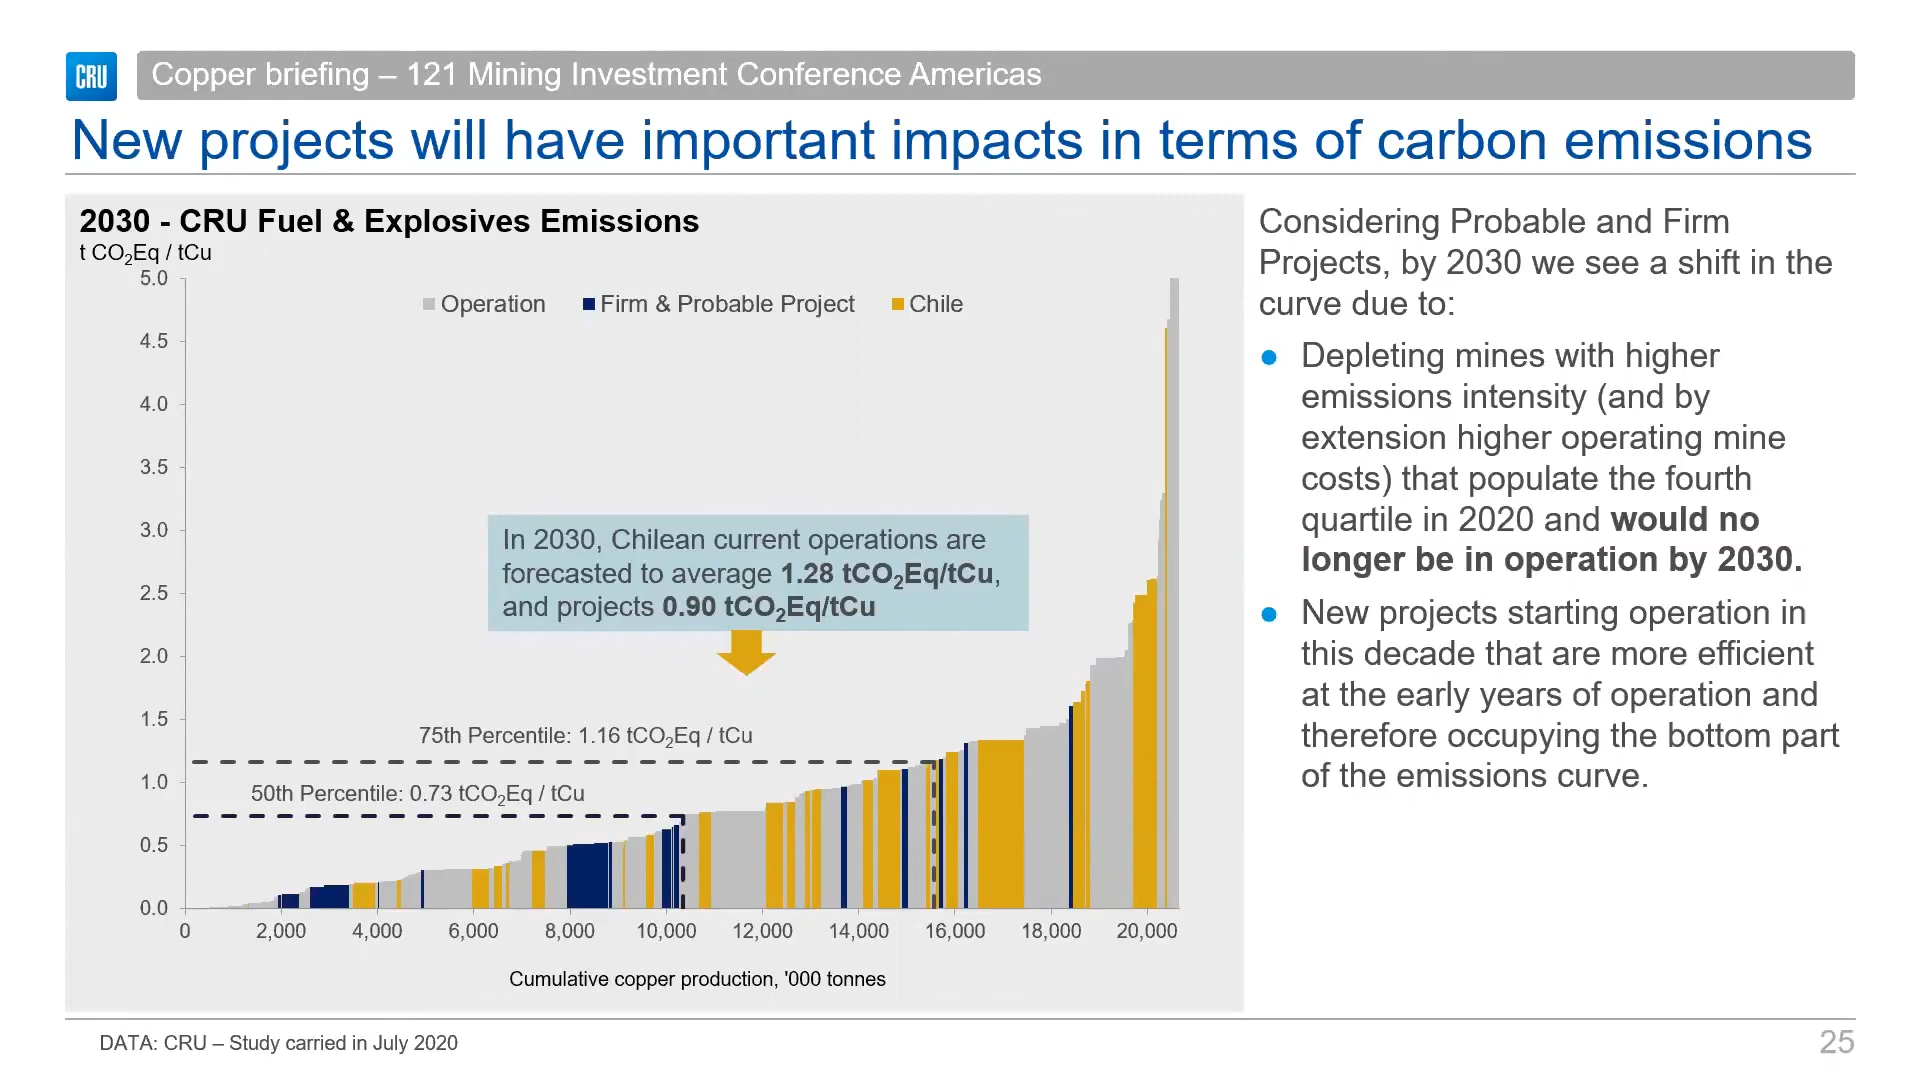 CRU
Copper briefing – 121 Mining Investment Conference Americas
New projects will have important impacts in terms of carbon emissions
2030 - CRU Fuel & Explosives Emissions
t CO₂Eq / tCu
5.0
4.5
4.0
3.5
3.0
2.5
2.0
1.5
1.0
0.5
0.0
Operation Firm & Probable Project Chile
In 2030, Chilean current operations are
forecasted to average 1.28 tCO₂Eq/tCu,
and projects 0.90 tCO₂Eq/tCu
75th Percentile: 1.16 tCO₂Eq / tCu
50th Percentile: 0.73 tCO₂Eq / tCu
0 2,000 4,000 6,000 8,000 10,000 12,000 14,000 16,000 18,000 20,000
Cumulative copper production, '000 tonnes
Considering Probable and Firm
Projects, by 2030 we see a shift in the
curve due to:
● Depleting mines with higher
emissions intensity (and by
extension higher operating mine
costs) that populate the fourth
quartile in 2020 and would no
longer be in operation by 2030.
● New projects starting operation in
this decade that are more efficient
at the early years of operation and
therefore occupying the bottom part
of the emissions curve.
DATA: CRU – Study carried in July 2020
25